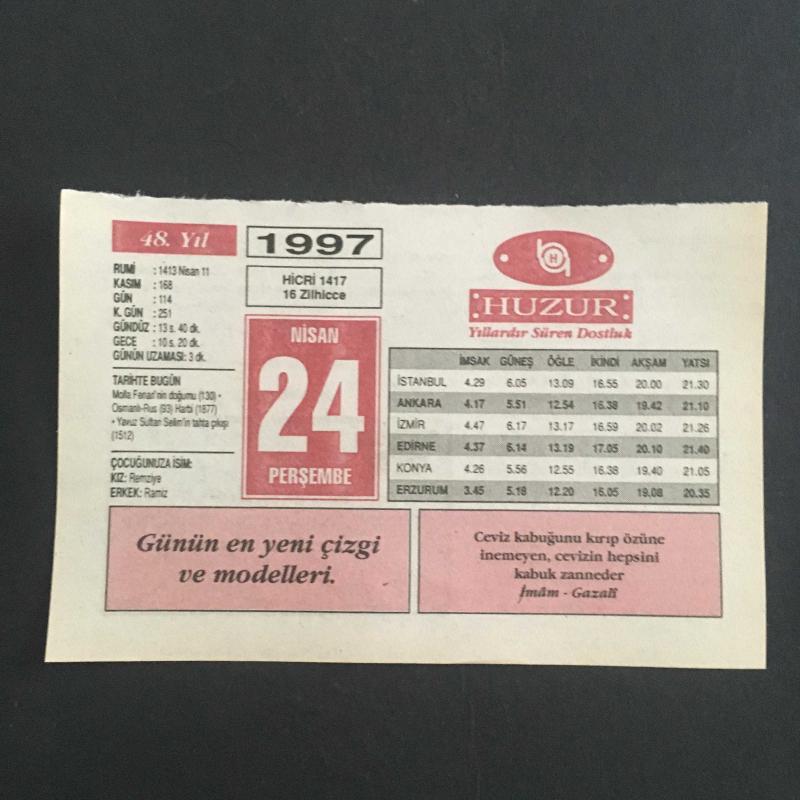 48. Yıl
1997
RUMİ : 1413 Nisan 11
KASIM : 168
GÜN : 114
K. GÜN : 251
GÜNDÜZ : 13 s. 40 dk.
GECE : 10 s. 20 dk.
GÜNÜN UZAMASI: 3 dk.
HİCRİ 1417
16 Zilhicce
TARİHTE BUGÜN
Molla Fenari'nin doğumu (130) •
Osmanlı-Rus (93) Harbi (1877)
• Yavuz Sultan Selim'in tahta çıkışı
(1512)
ÇOCUĞUNUZA İSİM:
KIZ: Remziye
ERKEK: Ramiz
NİSAN
24
PERŞEMBE
H
HUZUR
Yıllardır Süren Dostluk
İMSAK GÜNEŞ ÖĞLE İKİNDİ AKŞAM YATSI
İSTANBUL 4.29 6.05 13.09 16.55 20.00 21.30
ANKARA 4.17 5.51 12.54 16.38 19.42 21.10
İZMİR 4.47 6.17 13.17 16.59 20.02 21.26
EDİRNE 4.37 6.14 13.19 17.05 20.10 21.40
KONYA 4.26 5.56 12.55 16.38 19.40 21.05
ERZURUM 3.45 5.18 12.20 16.05 19.08 20.35
Günün en yeni çizgi
ve modelleri.
Ceviz kabuğunu kırıp özüne
inemeyen, cevizin hepsini
kabuk zanneder
İmâm - Gazalî